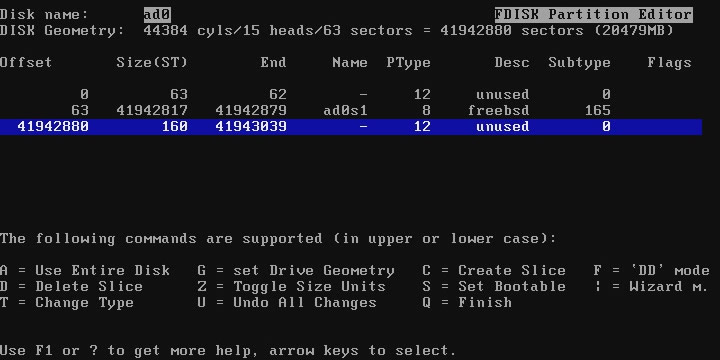 Disk name: ad0 FDISK Partition Editor
DISK Geometry: 44384 cyls/15 heads/63 sectors = 41942880 sectors (20479MB)
Offset Size(ST) End Name PType Desc Subtype Flags
0 63 62 - 12 unused 0
63 41942817 41942879 ad0s1 8 freebsd 165
41942880 160 41943039 - 12 unused 0
The following commands are supported (in upper or lower case):
A = Use Entire Disk G = set Drive Geometry C = Create Slice F = `DD' mode
D = Delete Slice Z = Toggle Size Units S = Set Bootable | = Wizard m.
T = Change Type U = Undo All Changes Q = Finish
Use F1 or ? to get more help, arrow keys to select.